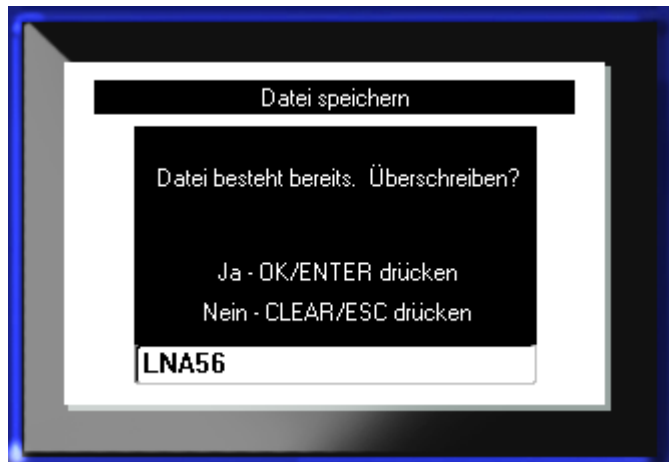 Datei speichern
Datei besteht bereits. Überschreiben?
Ja - OK/ENTER drücken
Nein - CLEAR/ESC drücken
LNA56